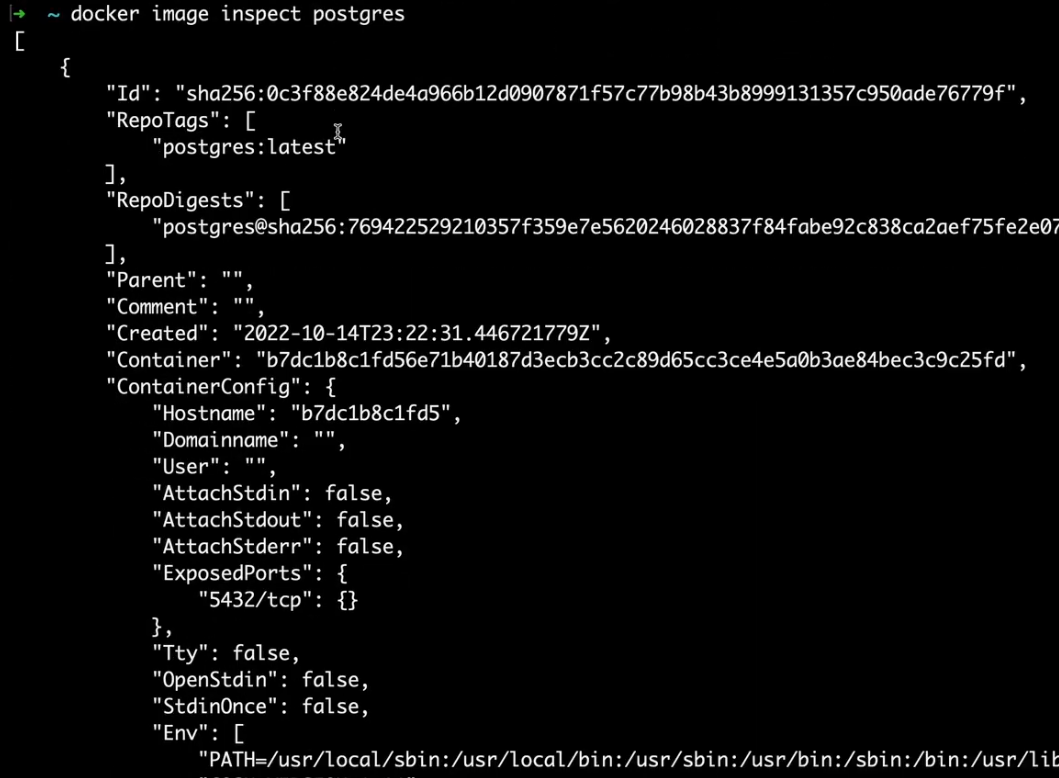 ➜ ~ docker image inspect postgres
[
    {
        "Id": "sha256:0c3f88e824de4a966b12d0907871f57c77b98b43b8999131357c950ade76779f",
        "RepoTags": [
            "postgres:latest"
        ],
        "RepoDigests": [
            "postgres@sha256:769422529210357f359e7e5620246028837f84fabe92c838ca2aef75fe2e07
        ],
        "Parent": "",
        "Comment": "",
        "Created": "2022-10-14T23:22:31.446721779Z",
        "Container": "b7dc1b8c1fd56e71b40187d3ecb3cc2c89d65cc3ce4e5a0b3ae84bec3c9c25fd",
        "ContainerConfig": {
            "Hostname": "b7dc1b8c1fd5",
            "Domainname": "",
            "User": "",
            "AttachStdin": false,
            "AttachStdout": false,
            "AttachStderr": false,
            "ExposedPorts": {
                "5432/tcp": {}
            },
            "Tty": false,
            "OpenStdin": false,
            "StdinOnce": false,
            "Env": [
                "PATH=/usr/local/sbin:/usr/local/bin:/usr/sbin:/usr/bin:/sbin:/bin:/usr/lib